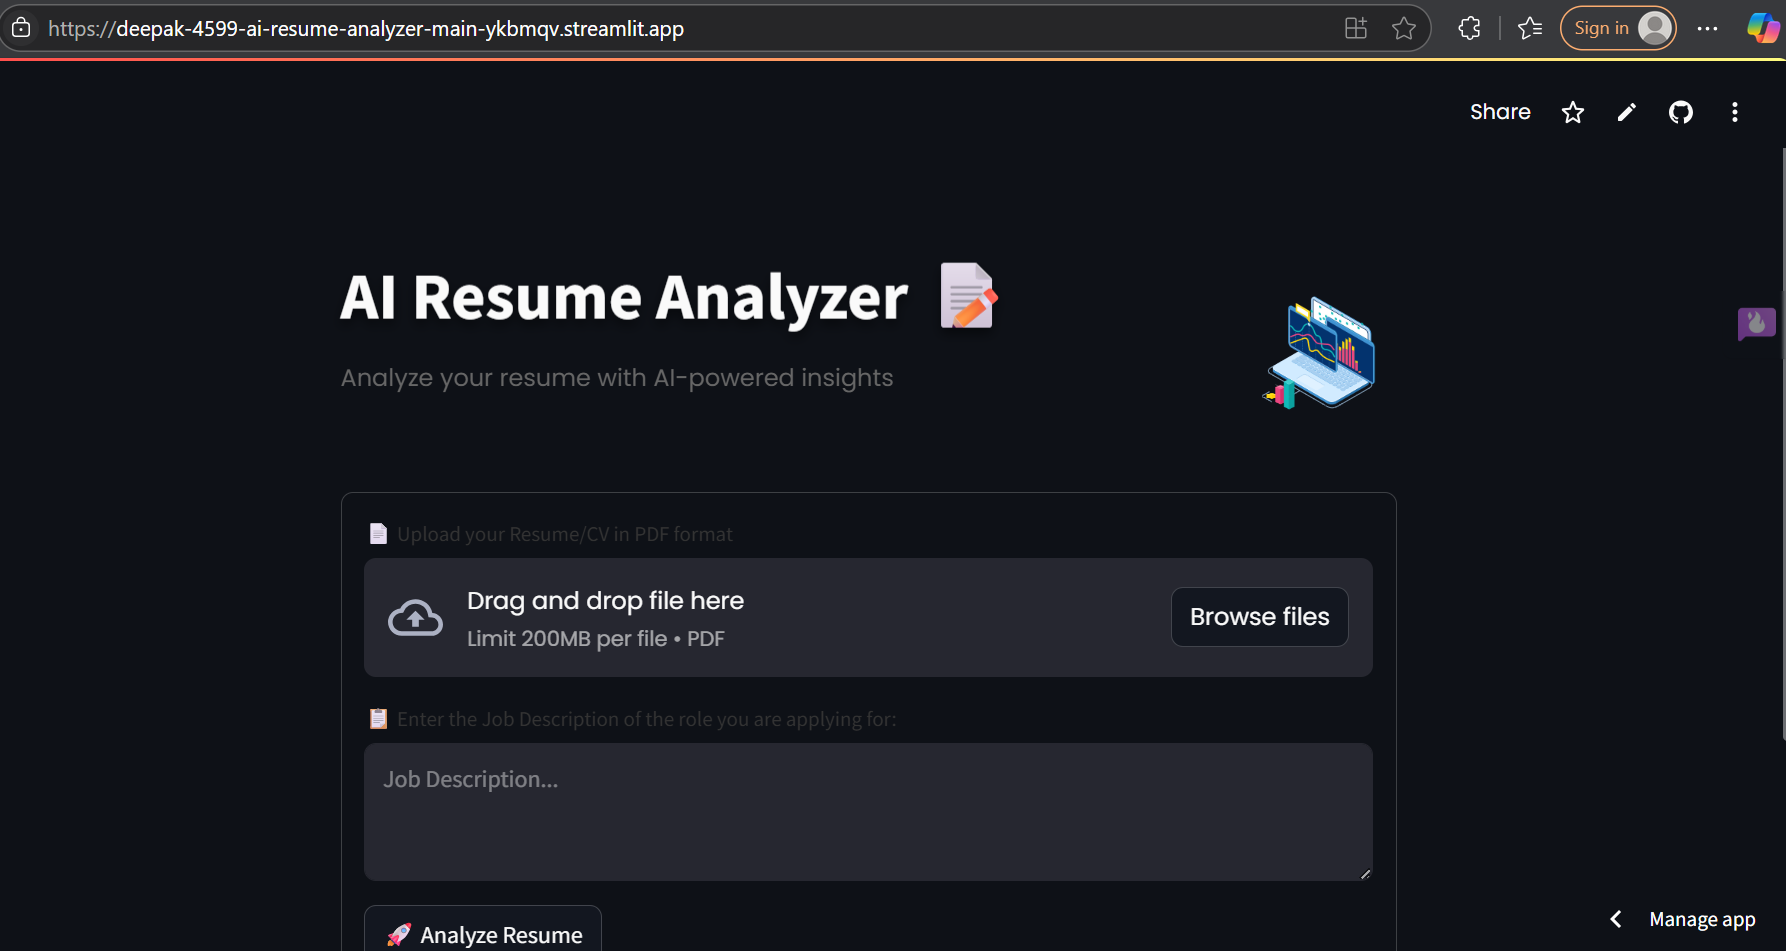 https://deepak-4599-ai-resume-analyzer-main-ykbmqv.streamlit.app
Sign in
Share
AI Resume Analyzer
Analyze your resume with AI-powered insights
Upload your Resume/CV in PDF format
Drag and drop file here
Limit 200MB per file • PDF
Browse files
Enter the Job Description of the role you are applying for:
Job Description...
Analyze Resume
Manage app